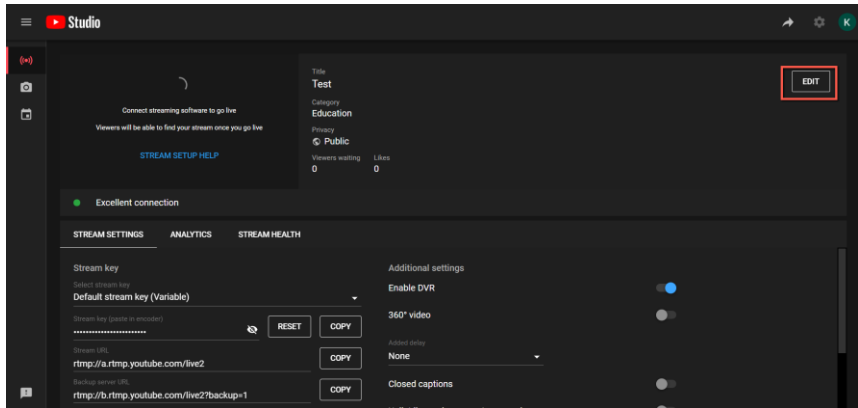 Studio
K
Connect streaming software to go live
Viewers will be able to find your stream once you go live
STREAM SETUP HELP
Title
Test
Category
Education
Privacy
Public
Viewers waiting Likes
0 0
EDIT
Excellent connection
STREAM SETTINGS ANALYTICS STREAM HEALTH
Stream key
Select stream key
Default stream key (Variable)
Stream key (paste in encoder)
••••••••••••••••••••••••
RESET COPY
Stream URL
rtmp://a.rtmp.youtube.com/live2
COPY
Backup server URL
rtmp://b.rtmp.youtube.com/live2?backup=1
COPY
Additional settings
Enable DVR
360° video
Added delay
None
Closed captions